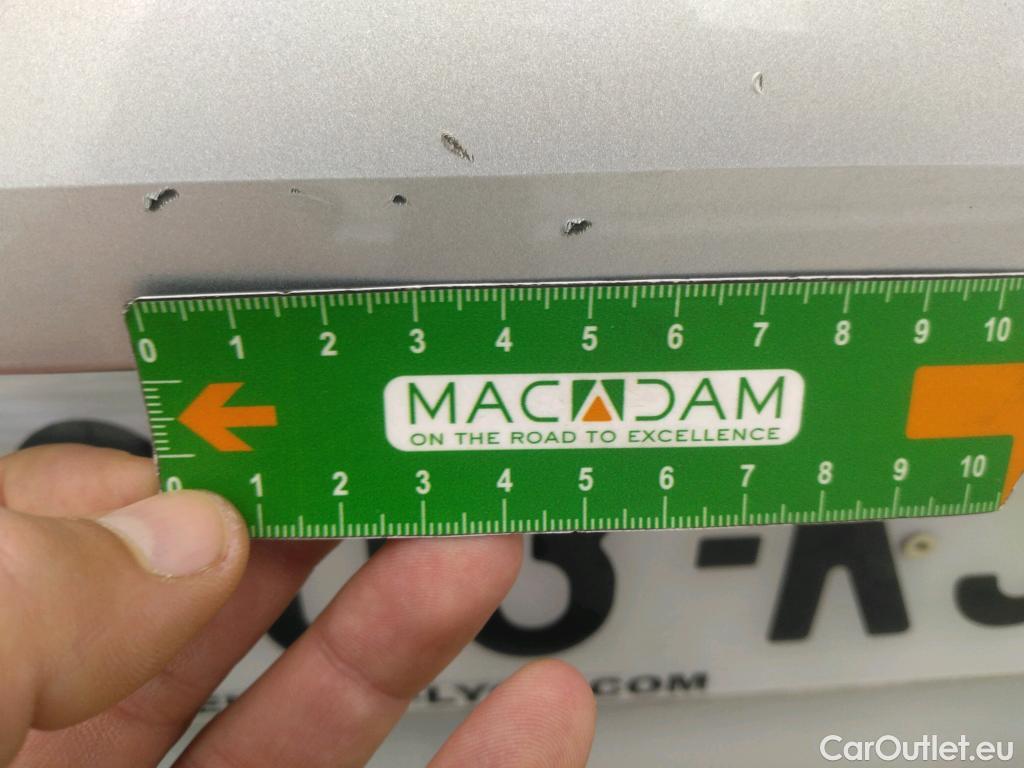 0 1 2 3 4 5 6 7 8 9 10
MACADAM
ON THE ROAD TO EXCELLENCE
0 1 2 3 4 5 6 7 8 9 10
.COM
CarOutlet.eu